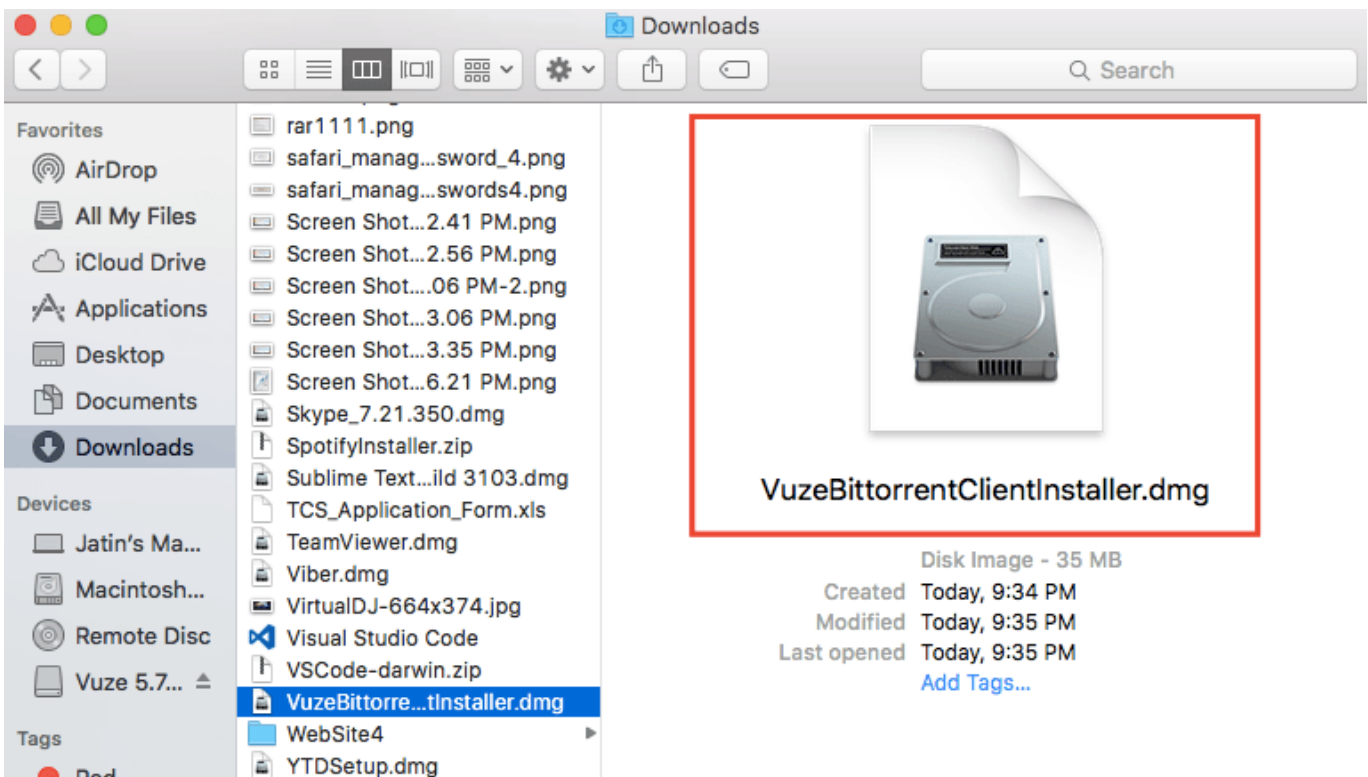 Downloads
Search
Favorites
AirDrop
All My Files
iCloud Drive
Applications
Desktop
Documents
Downloads
Devices
Jatin's Ma...
Macintosh...
Remote Disc
Vuze 5.7...
Tags
Red
rar1111.png
safari_manag...sword_4.png
safari_manag...swords4.png
Screen Shot...2.41 PM.png
Screen Shot...2.56 PM.png
Screen Shot....06 PM-2.png
Screen Shot...3.06 PM.png
Screen Shot...3.35 PM.png
Screen Shot...6.21 PM.png
Skype_7.21.350.dmg
SpotifyInstaller.zip
Sublime Text...ild 3103.dmg
TCS_Application_Form.xls
TeamViewer.dmg
Viber.dmg
VirtualDJ-664x374.jpg
Visual Studio Code
VSCode-darwin.zip
VuzeBittorre...tInstaller.dmg
WebSite4
YTDSetup.dmg
VuzeBittorrentClientInstaller.dmg
Disk Image - 35 MB
Created Today, 9:34 PM
Modified Today, 9:35 PM
Last opened Today, 9:35 PM
Add Tags...